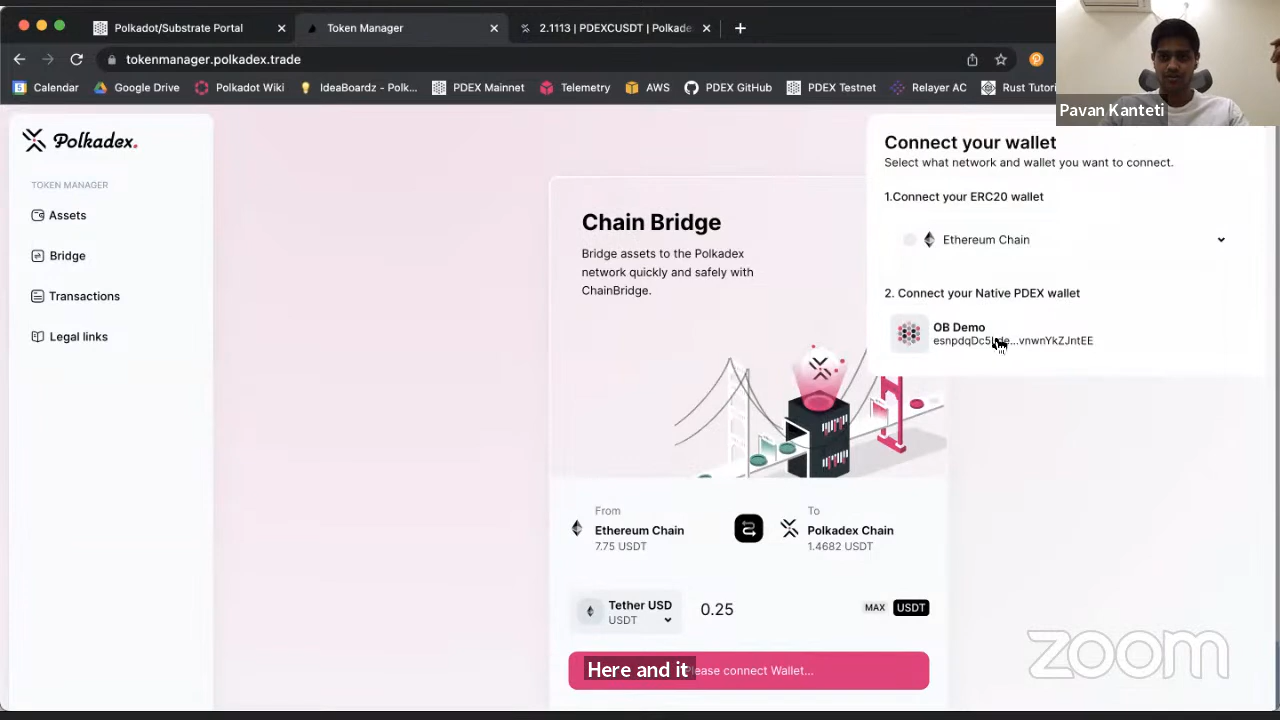 Polkadot/Substrate Portal
Token Manager
2.1113 | PDEXCUSDT | Polkade
tokenmanager.polkadex.trade
Calendar
Google Drive
Polkadot Wiki
IdeaBoardz - Polk...
PDEX Mainnet
Telemetry
AWS
PDEX GitHub
PDEX Testnet
Relayer AC
Rust Tutori
Pavan Kanteti
Polkadex.
TOKEN MANAGER
Assets
Bridge
Transactions
Legal links
Chain Bridge
Bridge assets to the Polkadex
network quickly and safely with
ChainBridge.
From
Ethereum Chain
7.75 USDT
To
Polkadex Chain
1.4682 USDT
Tether USD
USDT
0.25
MAX
USDT
Here and it
lease connect Wallet...
Connect your wallet
Select what network and wallet you want to connect.
1.Connect your ERC20 wallet
Ethereum Chain
2. Connect your Native PDEX wallet
OB Demo
zoom